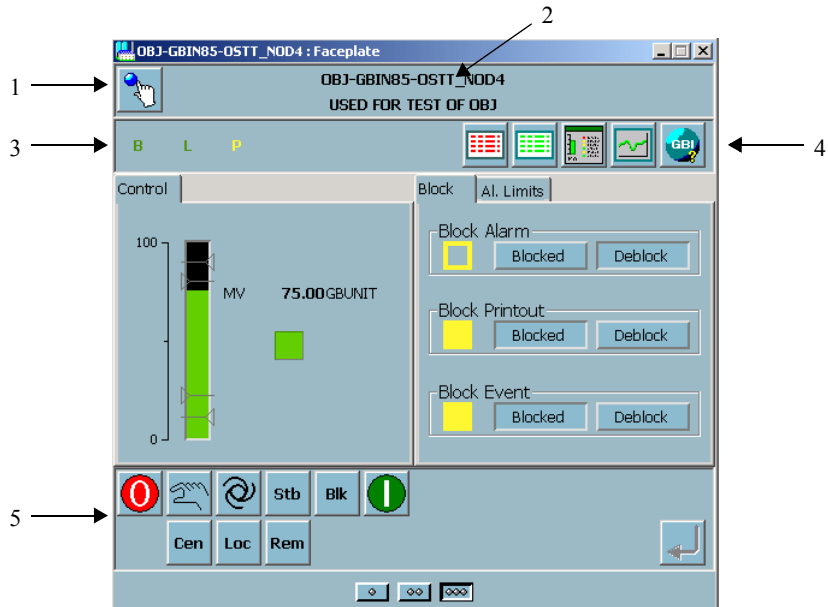 2
OBJ-GBIN85-OSTT_NOD4 : Faceplate
1
OBJ-GBIN85-OSTT_NOD4
USED FOR TEST OF OBJ
3
B L P
GBI
?
4
Control
Block Al. Limits
100
0
MV 75.00 GBUNIT
Block Alarm
Blocked Deblock
Block Printout
Blocked Deblock
Block Event
Blocked Deblock
5
Stb Blk
Cen Loc Rem